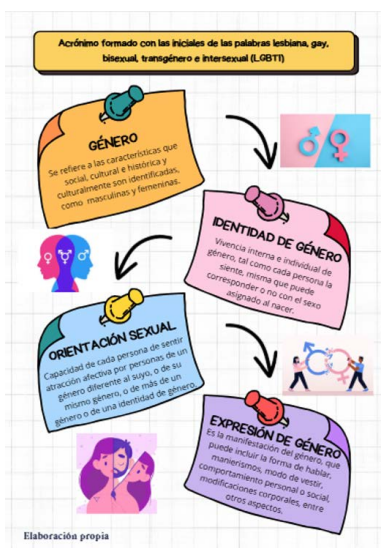 Acrónimo formado con las iniciales de las palabras lesbiana, gay,
bisexual, transgénero e intersexual (LGBTI)
GÉNERO
Se refiere a las características que
social, cultural e histórica y
culturalmente son identificadas,
como masculinas y femeninas.
IDENTIDAD DE GÉNERO
Vivencia interna e individual de
género, tal como cada persona la
siente, misma que puede
corresponder o no con el sexo
asignado al nacer.
ORIENTACIÓN SEXUAL
Capacidad de cada persona de sentir
atracción afectiva por personas de un
género diferente al suyo, o de su
mismo género, o de más de un
género o de una identidad de género.
EXPRESIÓN DE GÉNERO
Es la manifestación del género, que
puede incluir la forma de hablar,
manierismos, modo de vestir,
comportamiento personal o social,
modificaciones corporales, entre
otros aspectos.
Elaboración propia